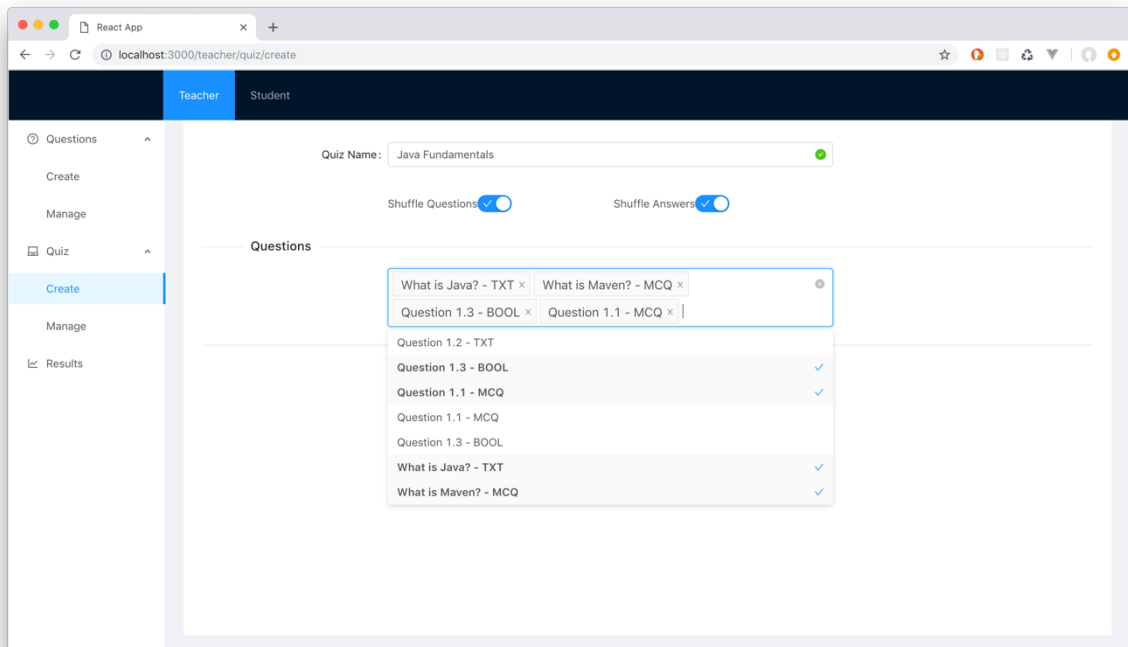 React App
localhost:3000/teacher/quiz/create
Teacher Student
Questions
Create
Manage
Quiz
Create
Manage
Results
Quiz Name: Java Fundamentals
Shuffle Questions Shuffle Answers
Questions
What is Java? - TXT What is Maven? - MCQ
Question 1.3 - BOOL Question 1.1 - MCQ
Question 1.2 - TXT
Question 1.3 - BOOL
Question 1.1 - MCQ
Question 1.1 - MCQ
Question 1.3 - BOOL
What is Java? - TXT
What is Maven? - MCQ